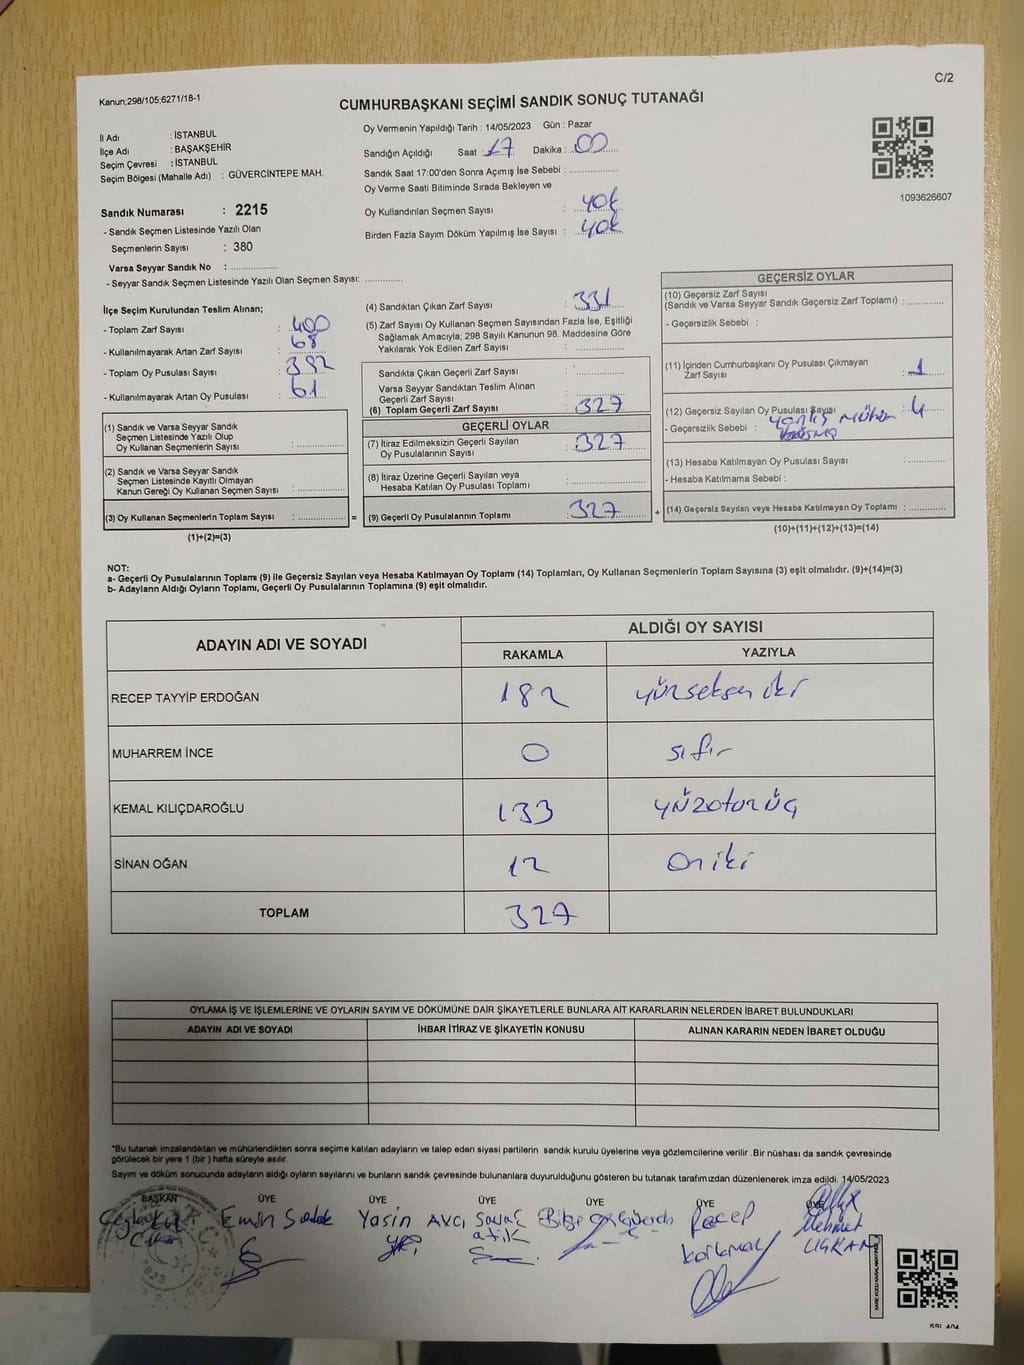 C/2
Kanun;298/105;6271/18-1
CUMHURBAŞKANI SEÇİMİ SANDIK SONUÇ TUTANAĞI
İl Adı : İSTANBUL
İlçe Adı : BAŞAKŞEHİR
Seçim Çevresi : İSTANBUL
Seçim Bölgesi (Mahalle Adı) : GÜVERCİNTEPE MAH.
Oy Vermenin Yapıldığı Tarih : 14/05/2023 Gün : Pazar
Sandığın Açıldığı Saat : 17 Dakika : 00
Sandık Saat 17:00'den Sonra Açımış İse Sebebi :
Oy Verme Saati Bitiminde Sırada Bekleyen ve
Oy Kullandırılan Seçmen Sayısı : yok
Birden Fazla Sayım Döküm Yapılmış İse Sayısı : yok
1093626607
Sandık Numarası : 2215
- Sandık Seçmen Listesinde Yazılı Olan
Seçmenlerin Sayısı : 380
Varsa Seyyar Sandık No :
- Seyyar Sandık Seçmen Listesinde Yazılı Olan Seçmen Sayısı:
İlçe Seçim Kurulundan Teslim Alınan;
- Toplam Zarf Sayısı : 400
- Kullanılmayarak Artan Zarf Sayısı : 68
- Toplam Oy Pusulası Sayısı : 392
- Kullanılmayarak Artan Oy Pusulası : 61
(1) Sandık ve Varsa Seyyar Sandık
Seçmen Listesinde Yazılı Olup
Oy Kullanan Seçmenlerin Sayısı :
(2) Sandık ve Varsa Seyyar Sandık
Seçmen Listesinde Kayıtlı Olmayan
Kanun Gereği Oy Kullanan Seçmen Sayısı :
(3) Oy Kullanan Seçmenlerin Toplam Sayısı :
=
(1)+(2)=(3)
(4) Sandıktan Çıkan Zarf Sayısı : 331
(5) Zarf Sayısı Oy Kullanan Seçmen Sayısından Fazla İse, Eşitliği
Sağlamak Amacıyla; 298 Sayılı Kanunun 98. Maddesine Göre
Yakılarak Yok Edilen Zarf Sayısı :
Sandıkta Çıkan Geçerli Zarf Sayısı :
Varsa Seyyar Sandıktan Teslim Alınan
Geçerli Zarf Sayısı :
(6) Toplam Geçerli Zarf Sayısı : 327
GEÇERLİ OYLAR
(7) İtiraz Edilmeksizin Geçerli Sayılan
Oy Pusulalarının Sayısı : 327
(8) İtiraz Üzerine Geçerli Sayılan veya
Hesaba Katılan Oy Pusulası Toplamı :
(9) Geçerli Oy Pusulalarının Toplamı : 327
+
GEÇERSİZ OYLAR
(10) Geçersiz Zarf Sayısı
(Sandık ve Varsa Seyyar Sandık Geçersiz Zarf Toplamı) :
- Geçersizlik Sebebi :
(11) İçinden Cumhurbaşkanı Oy Pusulası Çıkmayan
Zarf Sayısı : 1
(12) Geçersiz Sayılan Oy Pusulası Sayısı : 4
- Geçersizlik Sebebi : yanlış mühür
(13) Hesaba Katılmayan Oy Pusulası Sayısı :
- Hesaba Katılmama Sebebi :
(14) Geçersiz Sayılan veya Hesaba Katılmayan Oy Toplamı :
(10)+(11)+(12)+(13)=(14)
NOT:
a- Geçerli Oy Pusulalarının Toplamı (9) ile Geçersiz Sayılan veya Hesaba Katılmayan Oy Toplamı (14) Toplamları, Oy Kullanan Seçmenlerin Toplam Sayısına (3) eşit olmalıdır. (9)+(14)=(3)
b- Adayların Aldığı Oyların Toplamı, Geçerli Oy Pusulalarının Toplamına (9) eşit olmalıdır.
ADAYIN ADI VE SOYADI
ALDIĞI OY SAYISI
RAKAMLA YAZIYLA
RECEP TAYYİP ERDOĞAN 182 yüzseksen iki
MUHARREM İNCE 0 sıfır
KEMAL KILIÇDAROĞLU 133 yüzotuzüç
SİNAN OĞAN 12 oniki
TOPLAM 327
OYLAMA İŞ VE İŞLEMLERİNE VE OYLARIN SAYIM VE DÖKÜMÜNE DAİR ŞİKAYETLERLE BUNLARA AİT KARARLARIN NELERDEN İBARET BULUNDUKLARI
ADAYIN ADI VE SOYADI İHBAR İTİRAZ VE ŞİKAYETİN KONUSU ALINAN KARARIN NEDEN İBARET OLDUĞU
*Bu tutanak imzalandıktan ve mühürlendikten sonra seçime katılan adayların ve talep eden siyasi partilerin sandık kurulu üyelerine veya gözlemcilerine verilir .Bir nüshası da sandık çevresinde
görülecek bir yere 1 (bir ) hafta süreyle asılır.
Sayım ve döküm sonucunda adayların aldığı oyların sayılarını ve bunların sandık çevresinde bulunanlara duyurulduğunu gösteren bu tutanak tarafımızdan düzenlenerek imza edildi. 14/05/2023
BAŞKAN ÜYE ÜYE ÜYE ÜYE ÜYE ÜYE
Emin Yasin AVCI Savaş Bilge Recep Mehmet
atik Korkmaz
1923